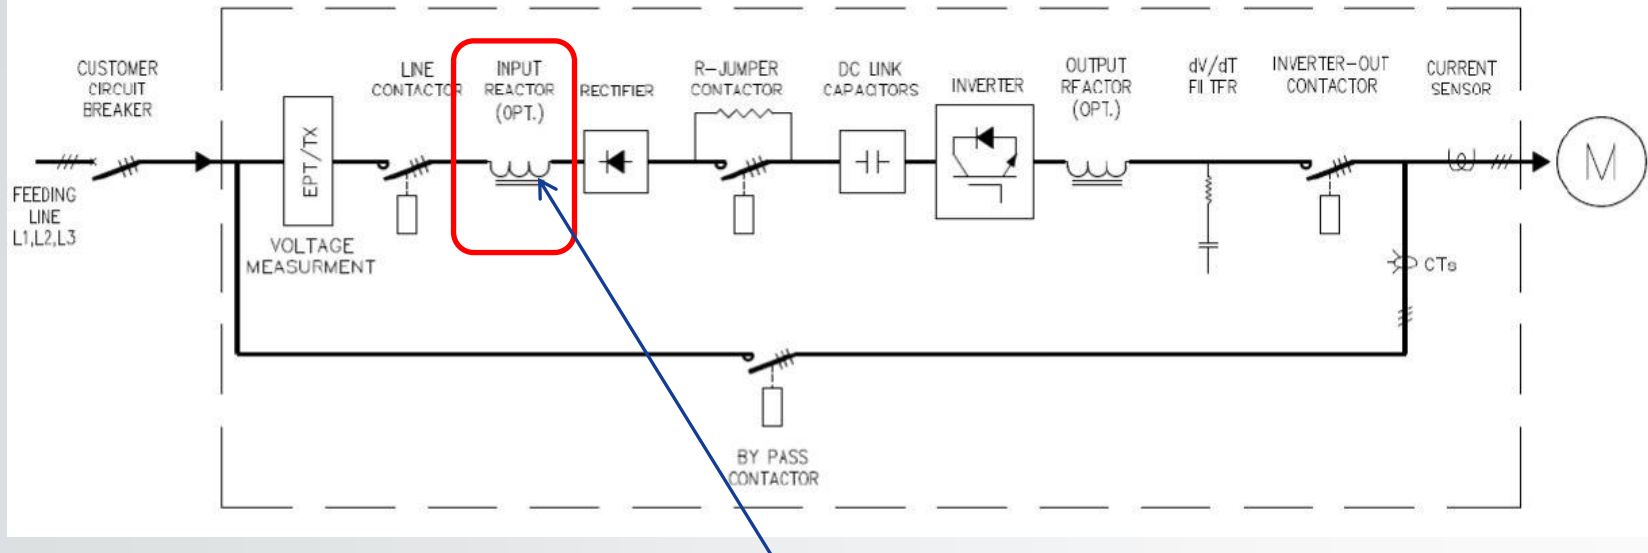 CUSTOMER
CIRCUIT
BREAKER
FEEDING
LINE
L1,L2,L3
EPT/TX
VOLTAGE
MEASURMENT
LINE
CONTACTOR
INPUT
REACTOR
(OPT.)
RECTIFIER
R-JUMPER
CONTACTOR
DC LINK
CAPACITORS
INVERTER
OUTPUT
REACTOR
(OPT.)
dV/dT
FILTER
INVERTER-OUT
CONTACTOR
CURRENT
SENSOR
M
CTs
BY PASS
CONTACTOR